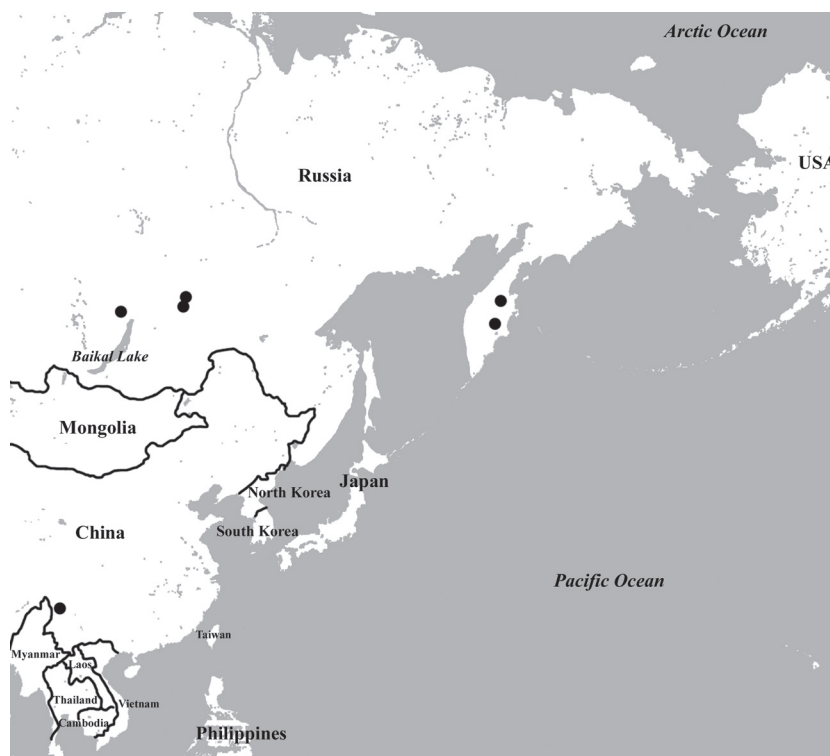 Arctic Ocean
Russia
USA
Baikal Lake
Mongolia
North Korea
Japan
South Korea
China
Pacific Ocean
Taiwan
Myanmar
Laos
Thailand
Vietnam
Cambodia
Philippines